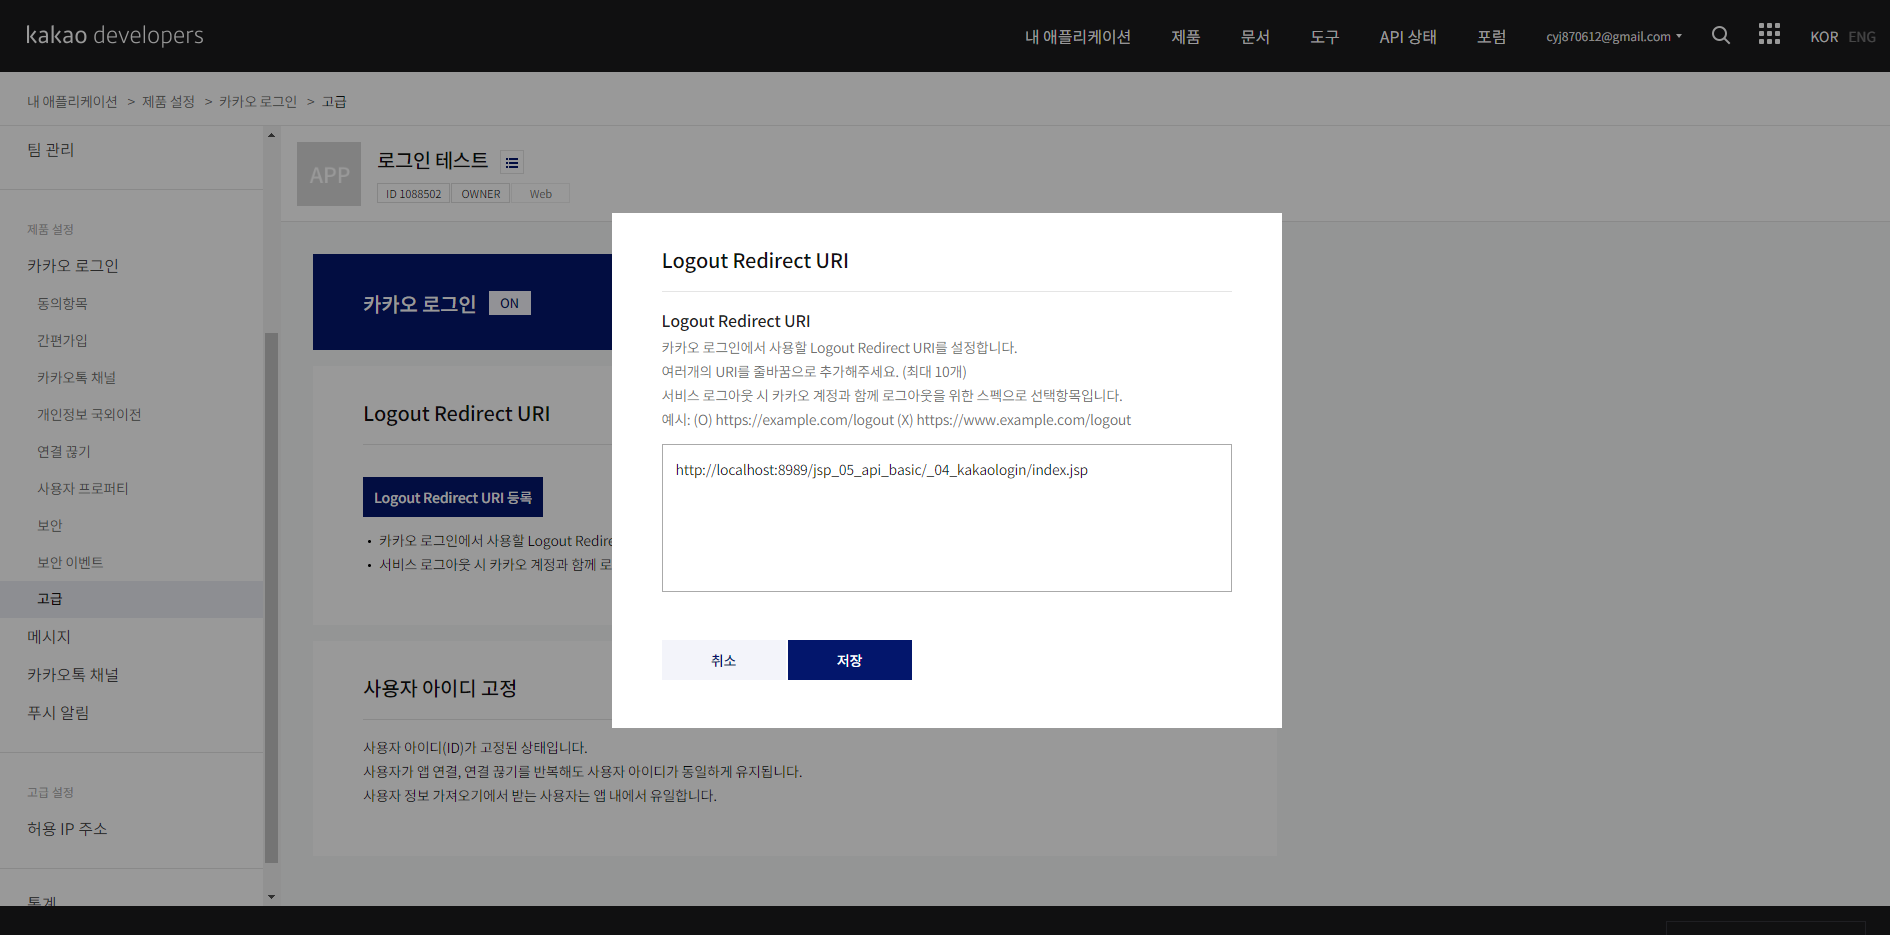 kakao developers
내 애플리케이션 제품 문서 도구 API 상태 포럼 cyj870612@gmail.com KOR ENG
내 애플리케이션 > 제품 설정 > 카카오 로그인 > 고급
팀 관리
제품 설정
카카오 로그인
동의항목
간편가입
카카오톡 채널
개인정보 국외이전
연결 끊기
사용자 프로퍼티
보안
보안 이벤트
고급
메시지
카카오톡 채널
푸시 알림
고급 설정
허용 IP 주소
통계
APP
로그인 테스트
ID 1088502 OWNER Web
카카오 로그인 ON
Logout Redirect URI
Logout Redirect URI 등록
• 카카오 로그인에서 사용할 Logout Redire
• 서비스 로그아웃 시 카카오 계정과 함께 로
사용자 아이디 고정
사용자 아이디(ID)가 고정된 상태입니다.
사용자가 앱 연결, 연결 끊기를 반복해도 사용자 아이디가 동일하게 유지됩니다.
사용자 정보 가져오기에서 받는 사용자는 앱 내에서 유일합니다.
Logout Redirect URI
Logout Redirect URI
카카오 로그인에서 사용할 Logout Redirect URI를 설정합니다.
여러개의 URI를 줄바꿈으로 추가해주세요. (최대 10개)
서비스 로그아웃 시 카카오 계정과 함께 로그아웃을 위한 스펙으로 선택항목입니다.
예시: (O) https://example.com/logout (X) https://www.example.com/logout
http://localhost:8989/jsp_05_api_basic/_04_kakaologin/index.jsp
취소 저장